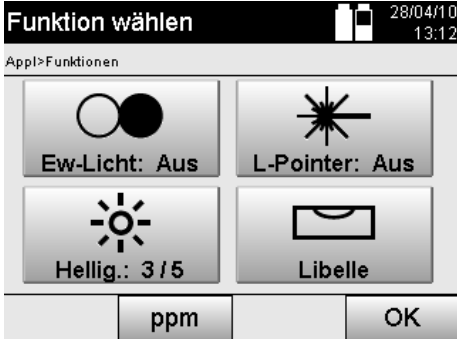 Funktion wählen
28/04/10
13:12
Appl>Funktionen
Ew-Licht: Aus
L-Pointer: Aus
Hellig.: 3/5
Libelle
ppm
OK